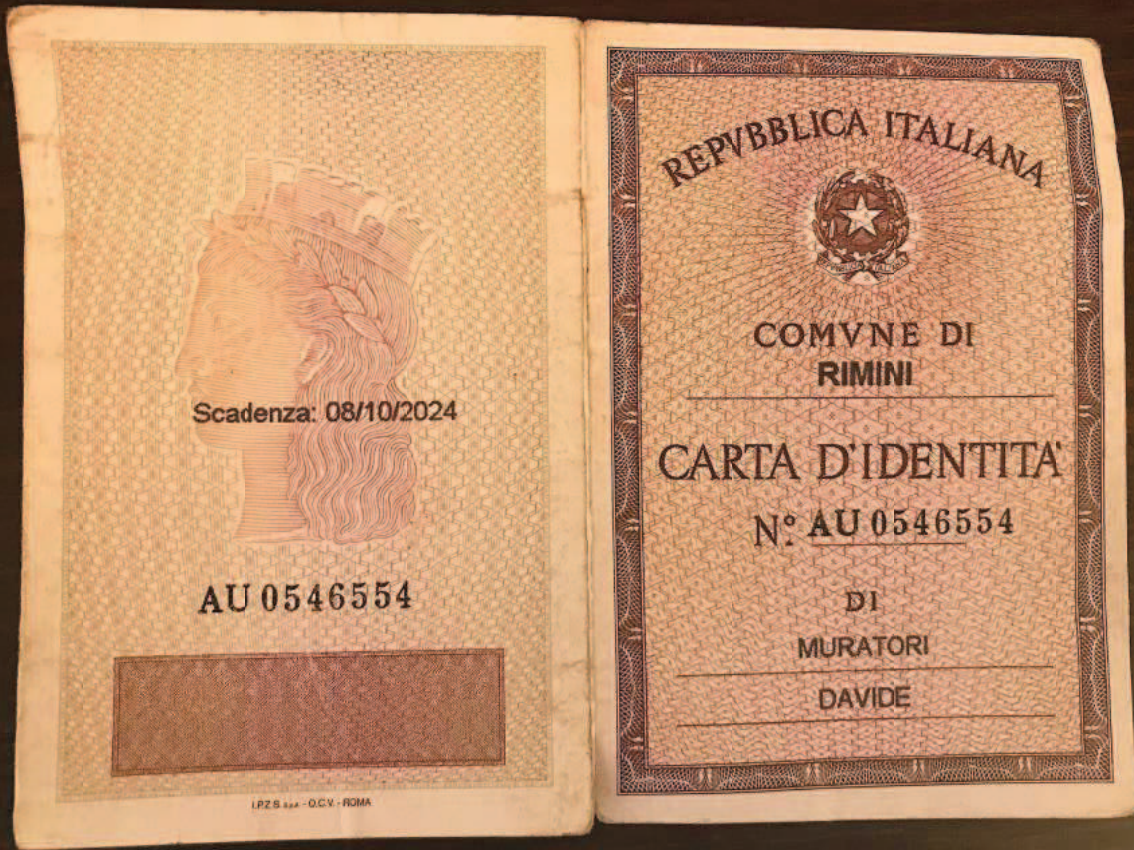 Scadenza: 08/10/2024
AU 0546554
I.P.Z.S. S.p.A. - O.C.V. - ROMA
REPVBBLICA ITALIANA
COMVNE DI
RIMINI
CARTA D'IDENTITA'
N° AU 0546554
DI
MURATORI
DAVIDE